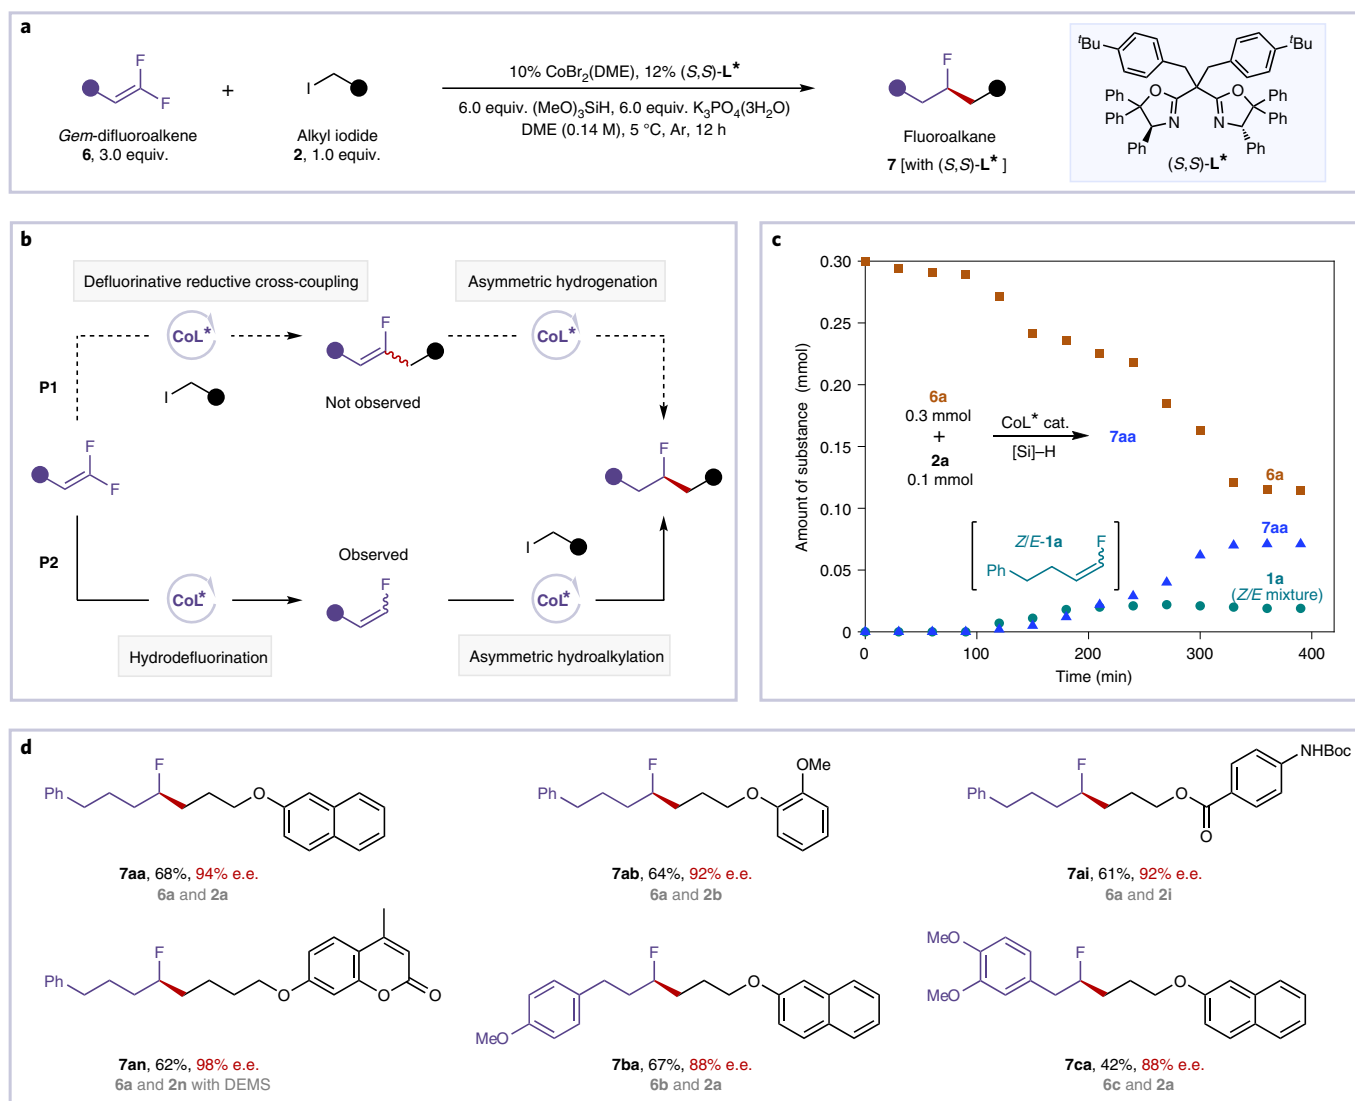 a
F
F
+
I
Gem-difluoroalkene
6, 3.0 equiv.
Alkyl iodide
2, 1.0 equiv.
10% CoBr2(DME), 12% (S,S)-L*
6.0 equiv. (MeO)3SiH, 6.0 equiv. K3PO4(3H2O)
DME (0.14 M), 5 °C, Ar, 12 h
F
Fluoroalkane
7 [with (S,S)-L* ]
tBu
tBu
Ph
Ph
O
N
Ph
O
N
Ph
Ph
Ph
(S,S)-L*
b
Defluorinative reductive cross-coupling
Asymmetric hydrogenation
CoL*
F
CoL*
P1
I
Not observed
F
F
F
P2
Observed
I
CoL*
F
CoL*
Hydrodefluorination
Asymmetric hydroalkylation
c
Amount of substance (mmol)
0.30
0.25
0.20
0.15
0.10
0.05
0
6a
0.3 mmol
+
2a
0.1 mmol
CoL* cat.
[Si]–H
7aa
Z/E-1a
F
Ph
6a
7aa
1a
(Z/E mixture)
0
100
200
300
400
Time (min)
d
F
Ph
O
7aa, 68%, 94% e.e.
6a and 2a
F
Ph
O
OMe
7ab, 64%, 92% e.e.
6a and 2b
F
Ph
O
O
NHBoc
7ai, 61%, 92% e.e.
6a and 2i
F
Ph
O
O
O
7an, 62%, 98% e.e.
6a and 2n with DEMS
F
MeO
O
7ba, 67%, 88% e.e.
6b and 2a
MeO
MeO
F
O
7ca, 42%, 88% e.e.
6c and 2a